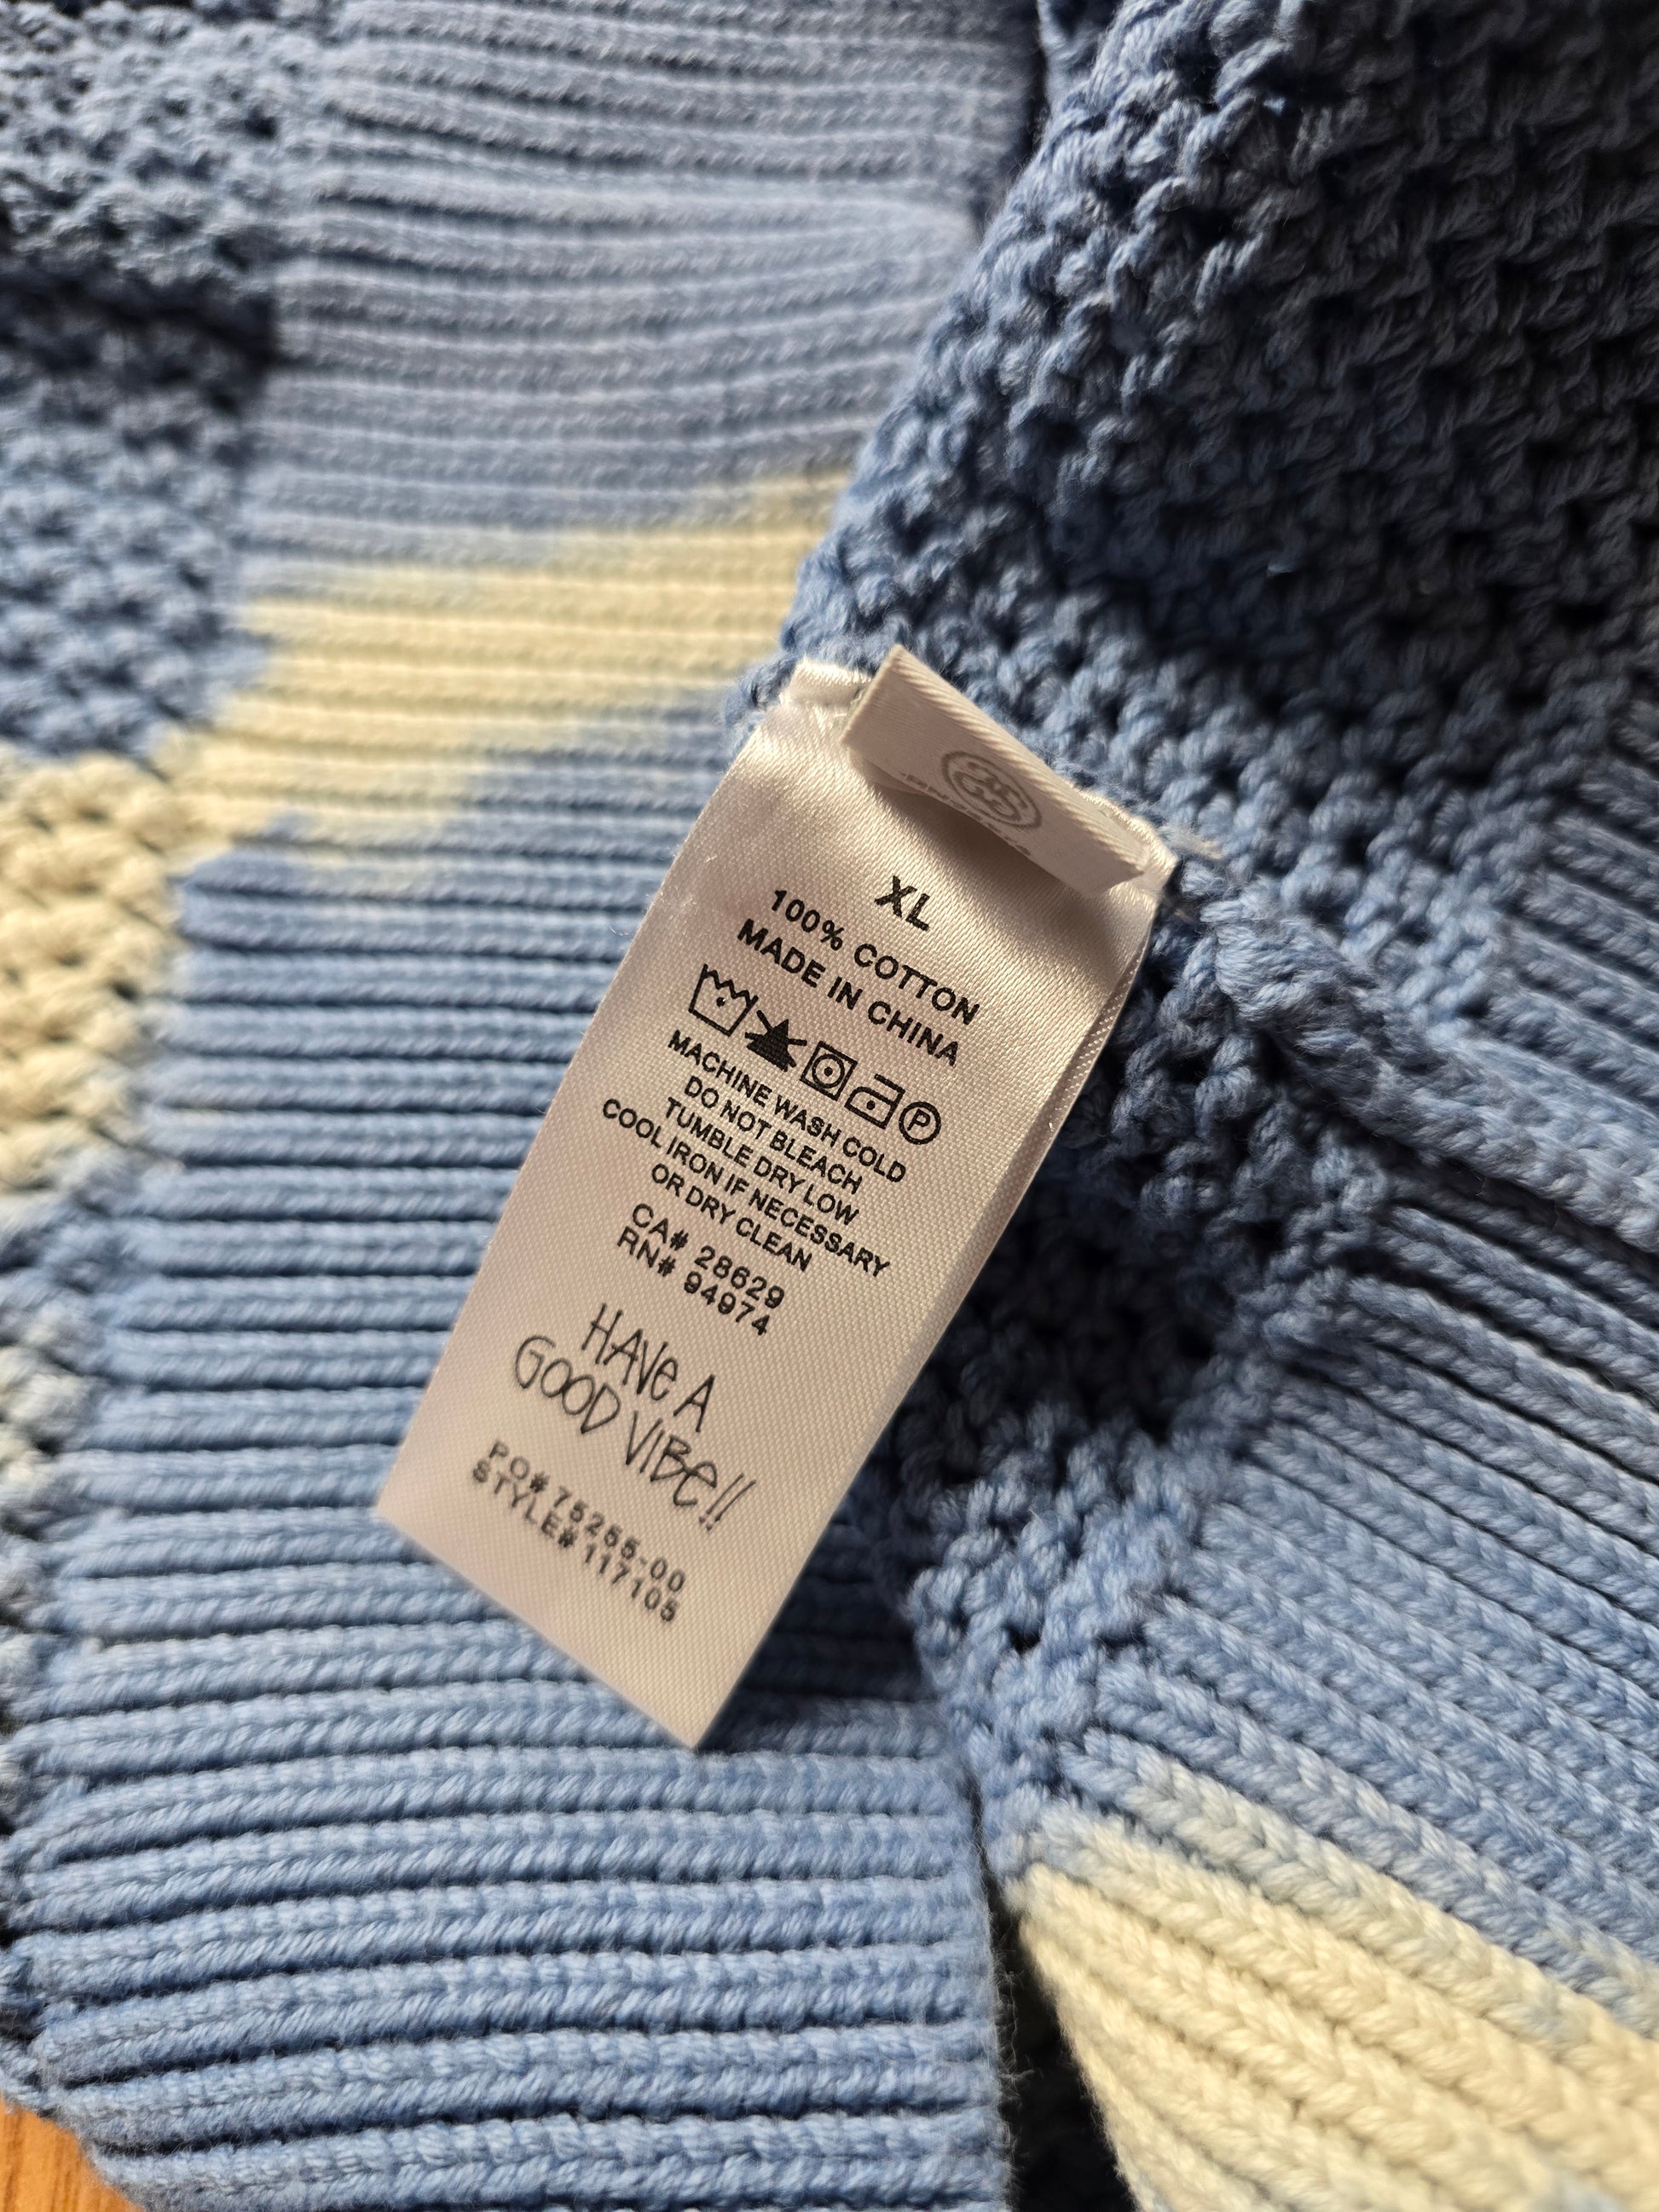 XL
100% COTTON
MADE IN CHINA
P
MACHINE WASH COLD
DO NOT BLEACH
TUMBLE DRY LOW
COOL IRON IF NECESSARY
OR DRY CLEAN
CA# 28629
RN# 94974
HAVE A
GOOD VIBE!!
PO#75255-00
STYLE#117105